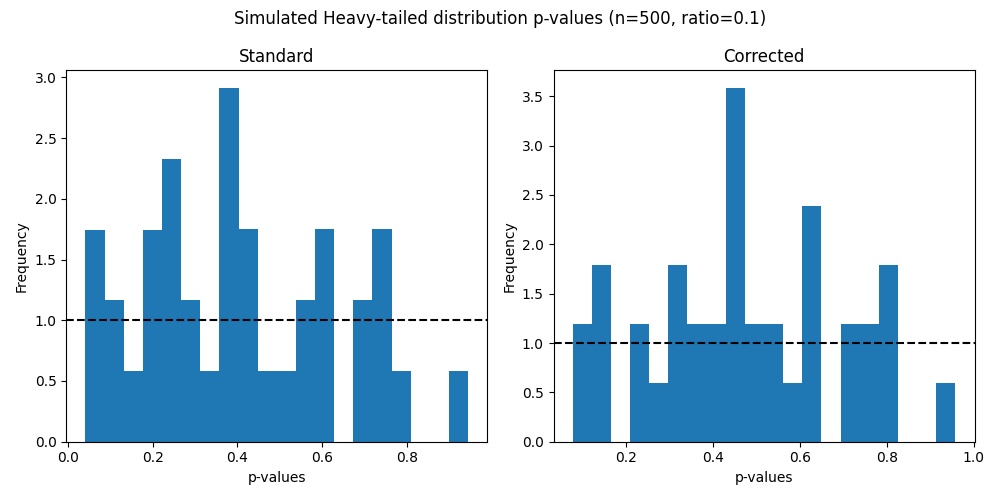 Simulated Heavy-tailed distribution p-values (n=500, ratio=0.1)
Standard
Frequency
3.0
2.5
2.0
1.5
1.0
0.5
0.0
0.0 0.2 0.4 0.6 0.8
p-values
Corrected
Frequency
3.5
3.0
2.5
2.0
1.5
1.0
0.5
0.0
0.2 0.4 0.6 0.8 1.0
p-values